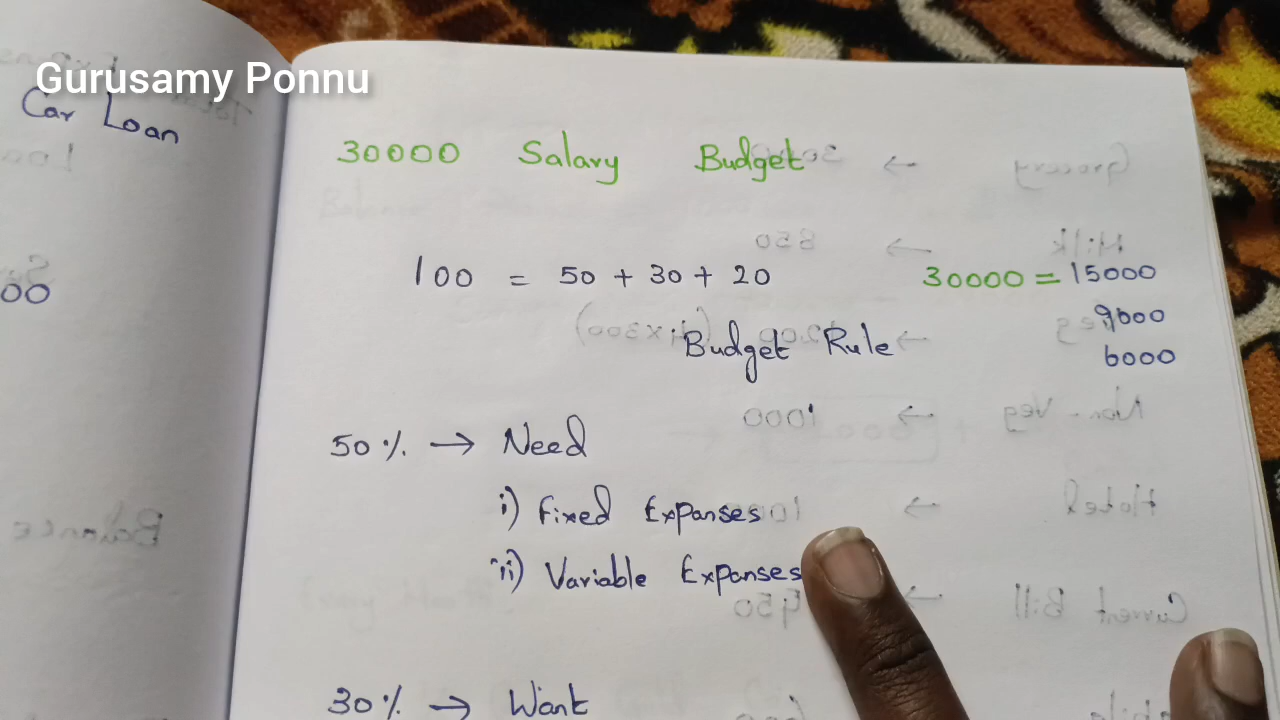 Gurusamy Ponnu
Car Loan
00
30000 Salary Budget
100 = 50 + 30 + 20
30000 = 15000
9000
6000
Budget Rule
50% → Need
i) Fixed Expanses
ii) Variable Expanses
30% → Want